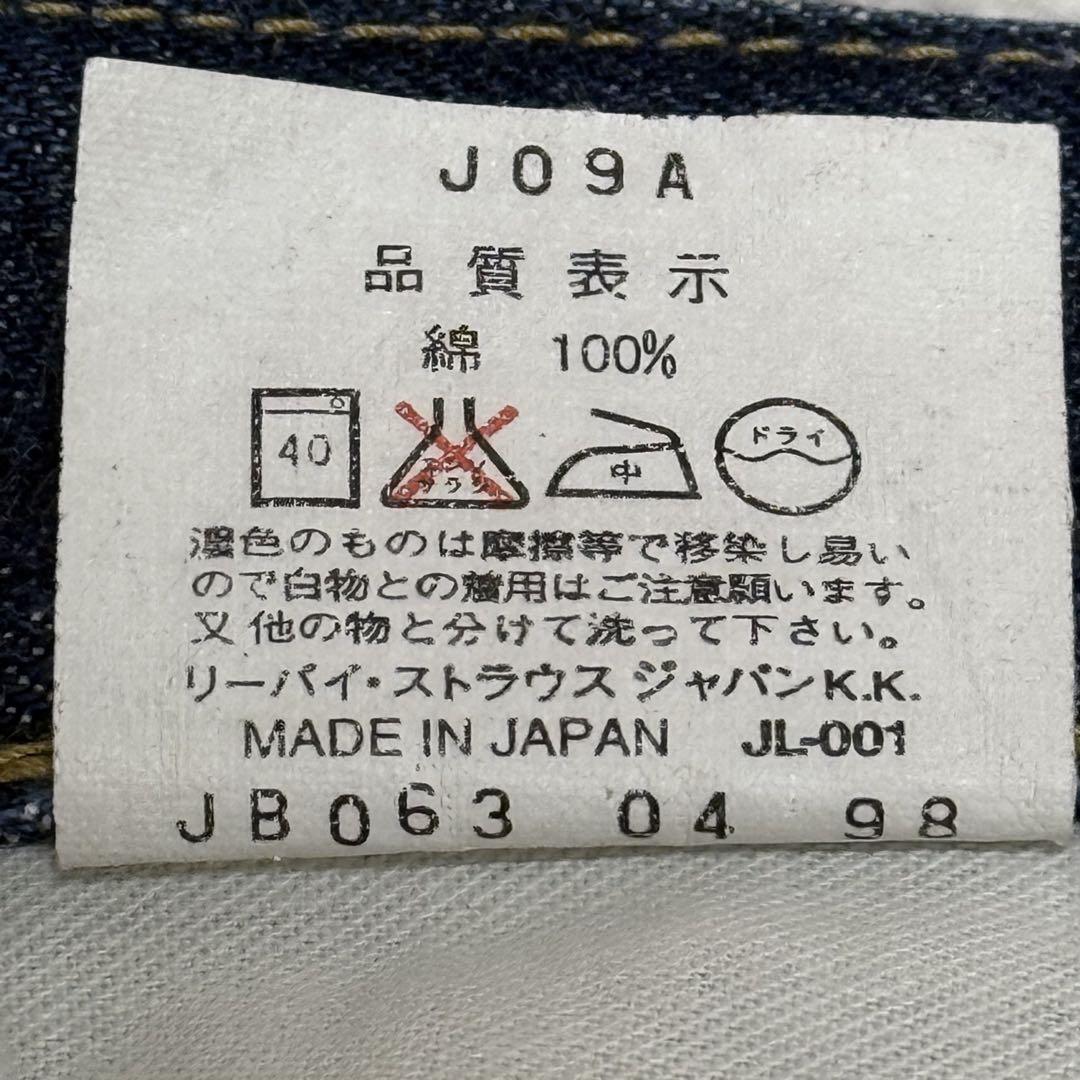 J09A
品質表示
綿 100%
40 中 ドライ
濃色のものは摩擦等で移染し易い
ので白物との着用はご注意願います。
又他の物と分けて洗って下さい。
リーバイ・ストラウス ジャパンK.K.
MADE IN JAPAN JL-001
JB063 04 98